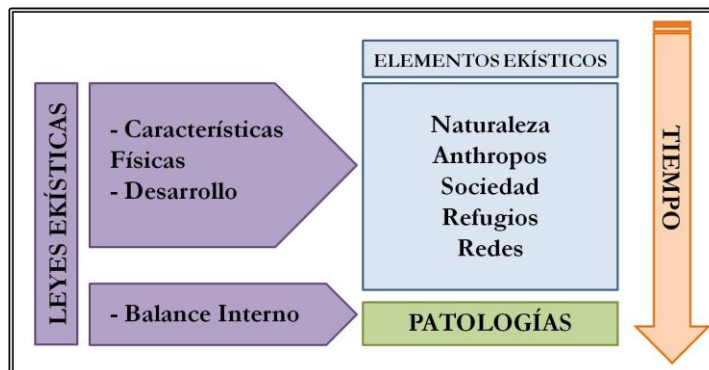 LEYES EKÍSTICAS
- Características
Físicas
- Desarrollo
- Balance Interno
ELEMENTOS EKÍSTICOS
Naturaleza
Anthropos
Sociedad
Refugios
Redes
PATOLOGÍAS
TIEMPO